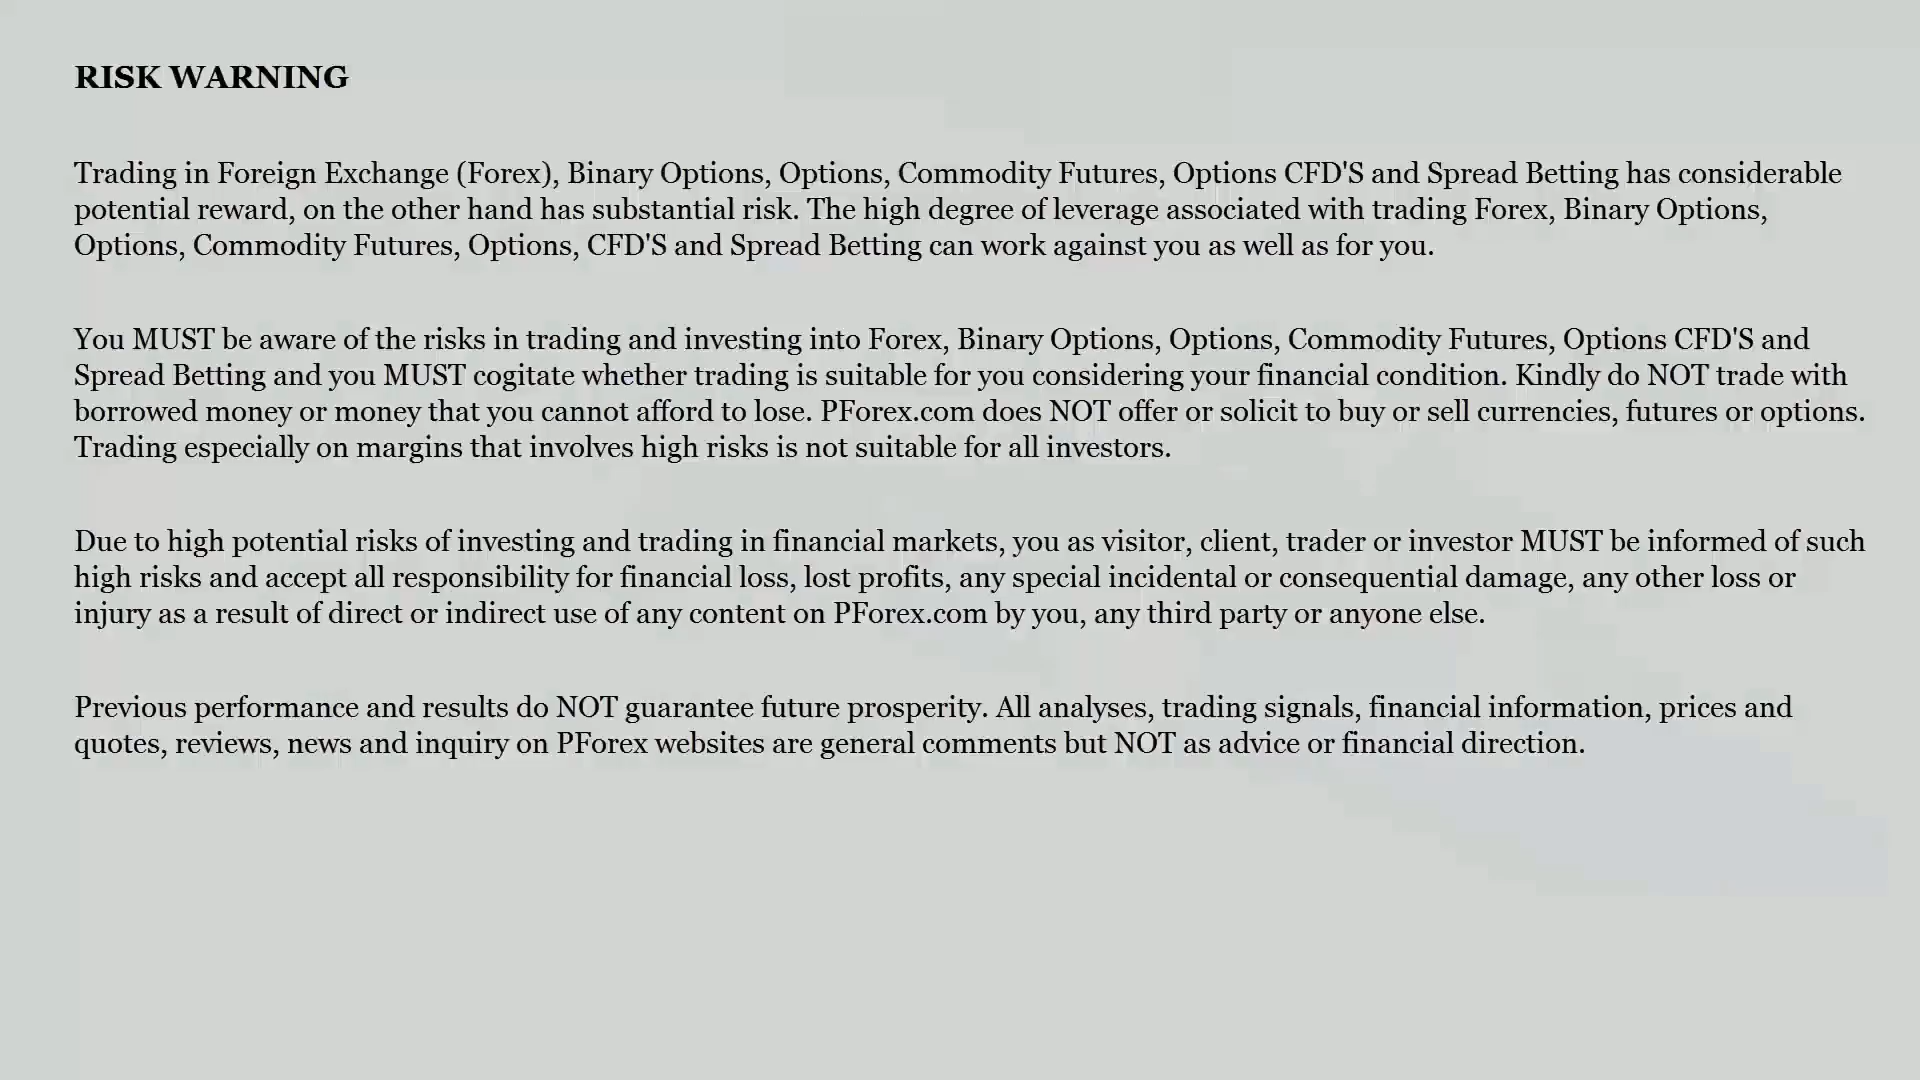 RISK WARNING
Trading in Foreign Exchange (Forex), Binary Options, Options, Commodity Futures, Options CFD'S and Spread Betting has considerable
potential reward, on the other hand has substantial risk. The high degree of leverage associated with trading Forex, Binary Options,
Options, Commodity Futures, Options, CFD'S and Spread Betting can work against you as well as for you.
You MUST be aware of the risks in trading and investing into Forex, Binary Options, Options, Commodity Futures, Options CFD'S and
Spread Betting and you MUST cogitate whether trading is suitable for you considering your financial condition. Kindly do NOT trade with
borrowed money or money that you cannot afford to lose. PForex.com does NOT offer or solicit to buy or sell currencies, futures or options.
Trading especially on margins that involves high risks is not suitable for all investors.
Due to high potential risks of investing and trading in financial markets, you as visitor, client, trader or investor MUST be informed of such
high risks and accept all responsibility for financial loss, lost profits, any special incidental or consequential damage, any other loss or
injury as a result of direct or indirect use of any content on PForex.com by you, any third party or anyone else.
Previous performance and results do NOT guarantee future prosperity. All analyses, trading signals, financial information, prices and
quotes, reviews, news and inquiry on PForex websites are general comments but NOT as advice or financial direction.